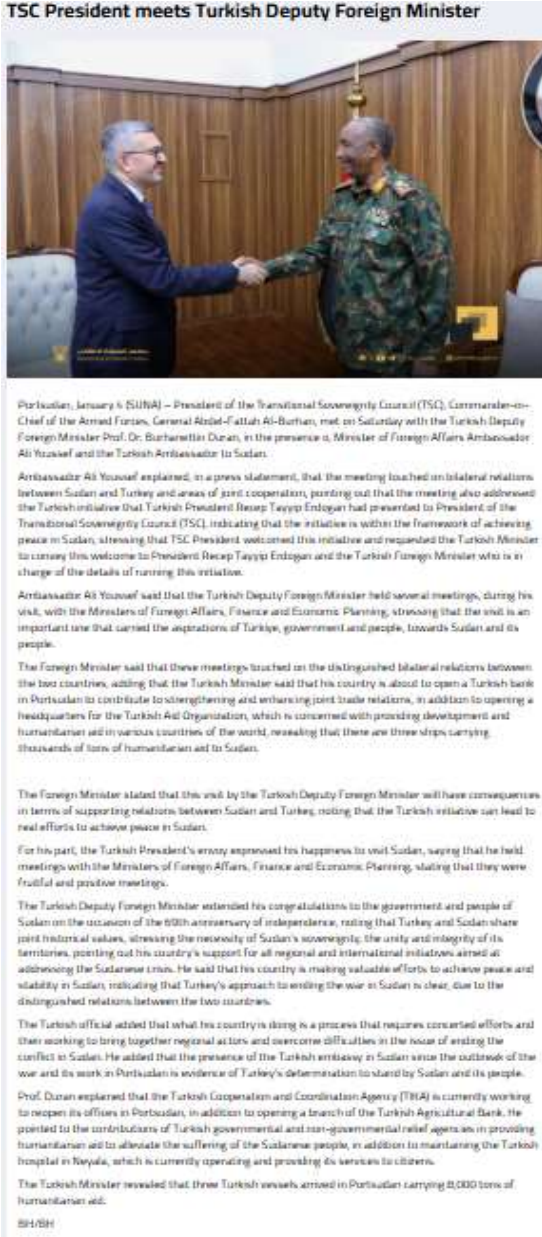 TSC President meets Turkish Deputy Foreign Minister
Portsudan, January 4 (SUNA) – President of the Transitional Sovereignty Council (TSC), Commander-in-
Chief of the Armed Forces, General Abdel-Fattah Al-Burhan, met on Saturday with the Turkish Deputy
Foreign Minister Prof. Dr. Burhanettin Duran, in the presence o, Minister of Foreign Affairs Ambassador
Ali Youssef and the Turkish Ambassador to Sudan.
Ambassador Ali Youssef explained, in a press statement, that the meeting touched on bilateral relations
between Sudan and Turkey and areas of joint cooperation, pointing out that the meeting also addressed
the Turkish initiative that Turkish President Recep Tayyip Erdogan had presented to President of the
Transitional Sovereignty Council (TSC), indicating that the initiative is within the framework of achieving
peace in Sudan, stressing that TSC President welcomed this initiative and requested the Turkish Minister
to convey this welcome to President Recep Tayyip Erdogan and the Turkish Foreign Minister who is in
charge of the details of running this initiative.
Ambassador Ali Youssef said that the Turkish Deputy Foreign Minister held several meetings, during his
visit, with the Ministers of Foreign Affairs, Finance and Economic Planning, stressing that the visit is an
important one that carried the aspirations of Türkiye, government and people, towards Sudan and its
people.
The Foreign Minister said that these meetings touched on the distinguished bilateral relations between
the two countries, adding that the Turkish Minister said that his country is about to open a Turkish bank
in Portsudan to contribute to strengthening and enhancing joint trade relations, in addition to opening a
headquarters for the Turkish Aid Organization, which is concerned with providing development and
humanitarian aid in various countries of the world, revealing that there are three ships carrying
thousands of tons of humanitarian aid to Sudan.
The Foreign Minister stated that this visit by the Turkish Deputy Foreign Minister will have consequences
in terms of supporting relations between Sudan and Turkey, noting that the Turkish initiative can lead to
real efforts to achieve peace in Sudan.
For his part, the Turkish President's envoy expressed his happiness to visit Sudan, saying that he held
meetings with the Ministers of Foreign Affairs, Finance and Economic Planning, stating that they were
fruitful and positive meetings.
The Turkish Deputy Foreign Minister extended his congratulations to the government and people of
Sudan on the occasion of the 69th anniversary of independence, noting that Turkey and Sudan share
joint historical values, stressing the necessity of Sudan's sovereignty, the unity and integrity of its
territories, pointing out his country's support for all regional and international initiatives aimed at
addressing the Sudanese crisis. He said that his country is making valuable efforts to achieve peace and
stability in Sudan, indicating that Turkey's approach to ending the war in Sudan is clear, due to the
distinguished relations between the two countries.
The Turkish official added that what his country is doing is a process that requires concerted efforts and
then working to bring together regional actors and overcome difficulties in the issue of ending the
conflict in Sudan. He added that the presence of the Turkish embassy in Sudan since the outbreak of the
war and its work in Portsudan is evidence of Turkey's determination to stand by Sudan and its people.
Prof. Duran explained that the Turkish Cooperation and Coordination Agency (TIKA) is currently working
to reopen its offices in Portsudan, in addition to opening a branch of the Turkish Agricultural Bank. He
pointed to the contributions of Turkish governmental and non-governmental relief agencies in providing
humanitarian aid to alleviate the suffering of the Sudanese people, in addition to maintaining the Turkish
hospital in Neyala, which is currently operating and providing its services to citizens.
The Turkish Minister revealed that three Turkish vessels arrived in Portsudan carrying 8,000 tons of
humanitarian aid.
BH/BH